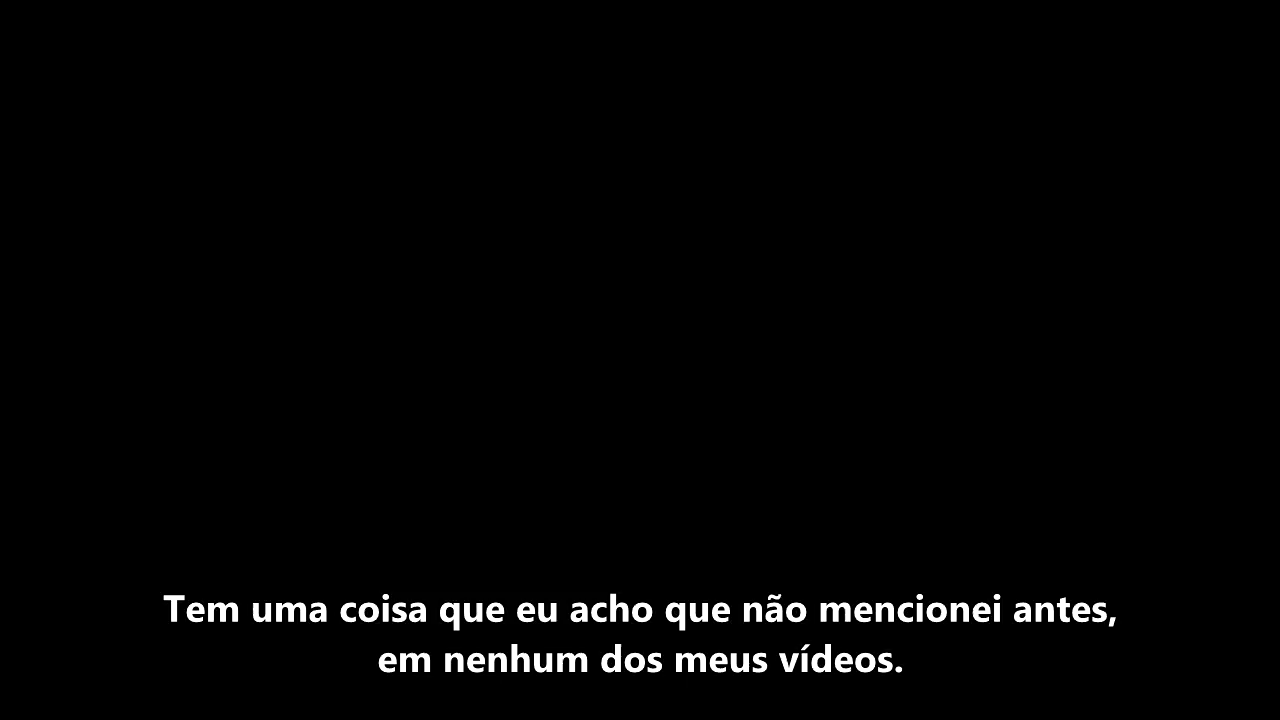 Tem uma coisa que eu acho que não mencionei antes,
em nenhum dos meus vídeos.